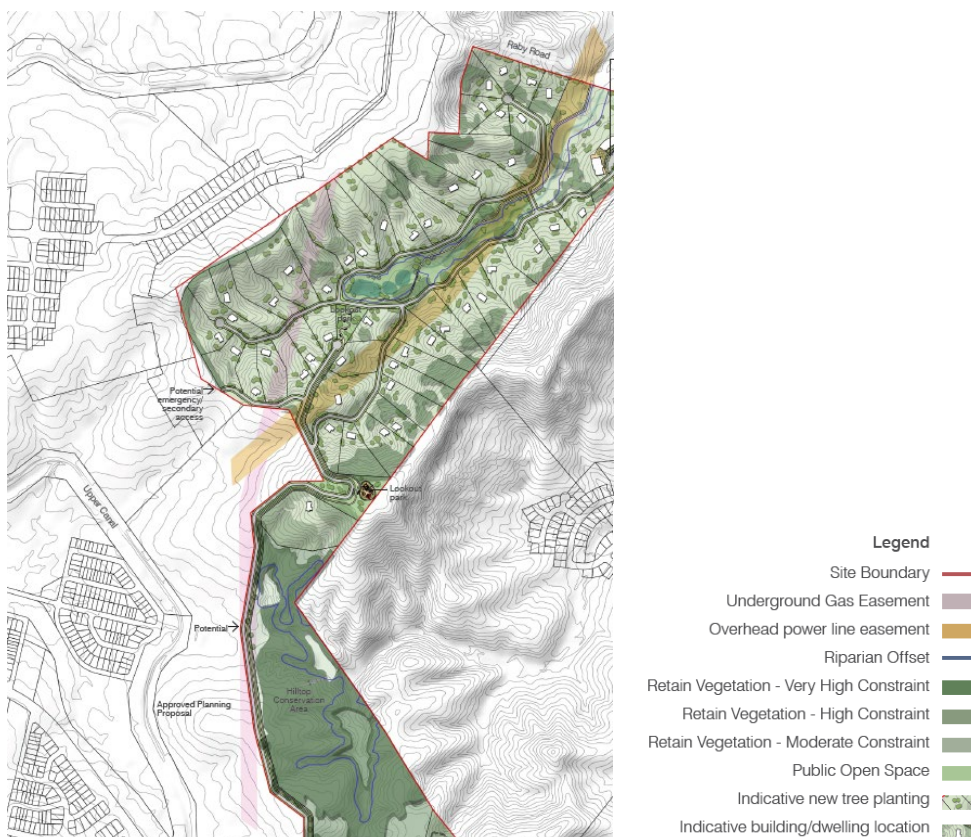 Raby Road
Lookout
park
Potential
emergency/
secondary
access
Lookout
park
Upper Canal
Potential
Hilltop
Conservation
Area
Approved Planning
Proposal
Legend
Site Boundary
Underground Gas Easement
Overhead power line easement
Riparian Offset
Retain Vegetation - Very High Constraint
Retain Vegetation - High Constraint
Retain Vegetation - Moderate Constraint
Public Open Space
Indicative new tree planting
Indicative building/dwelling location